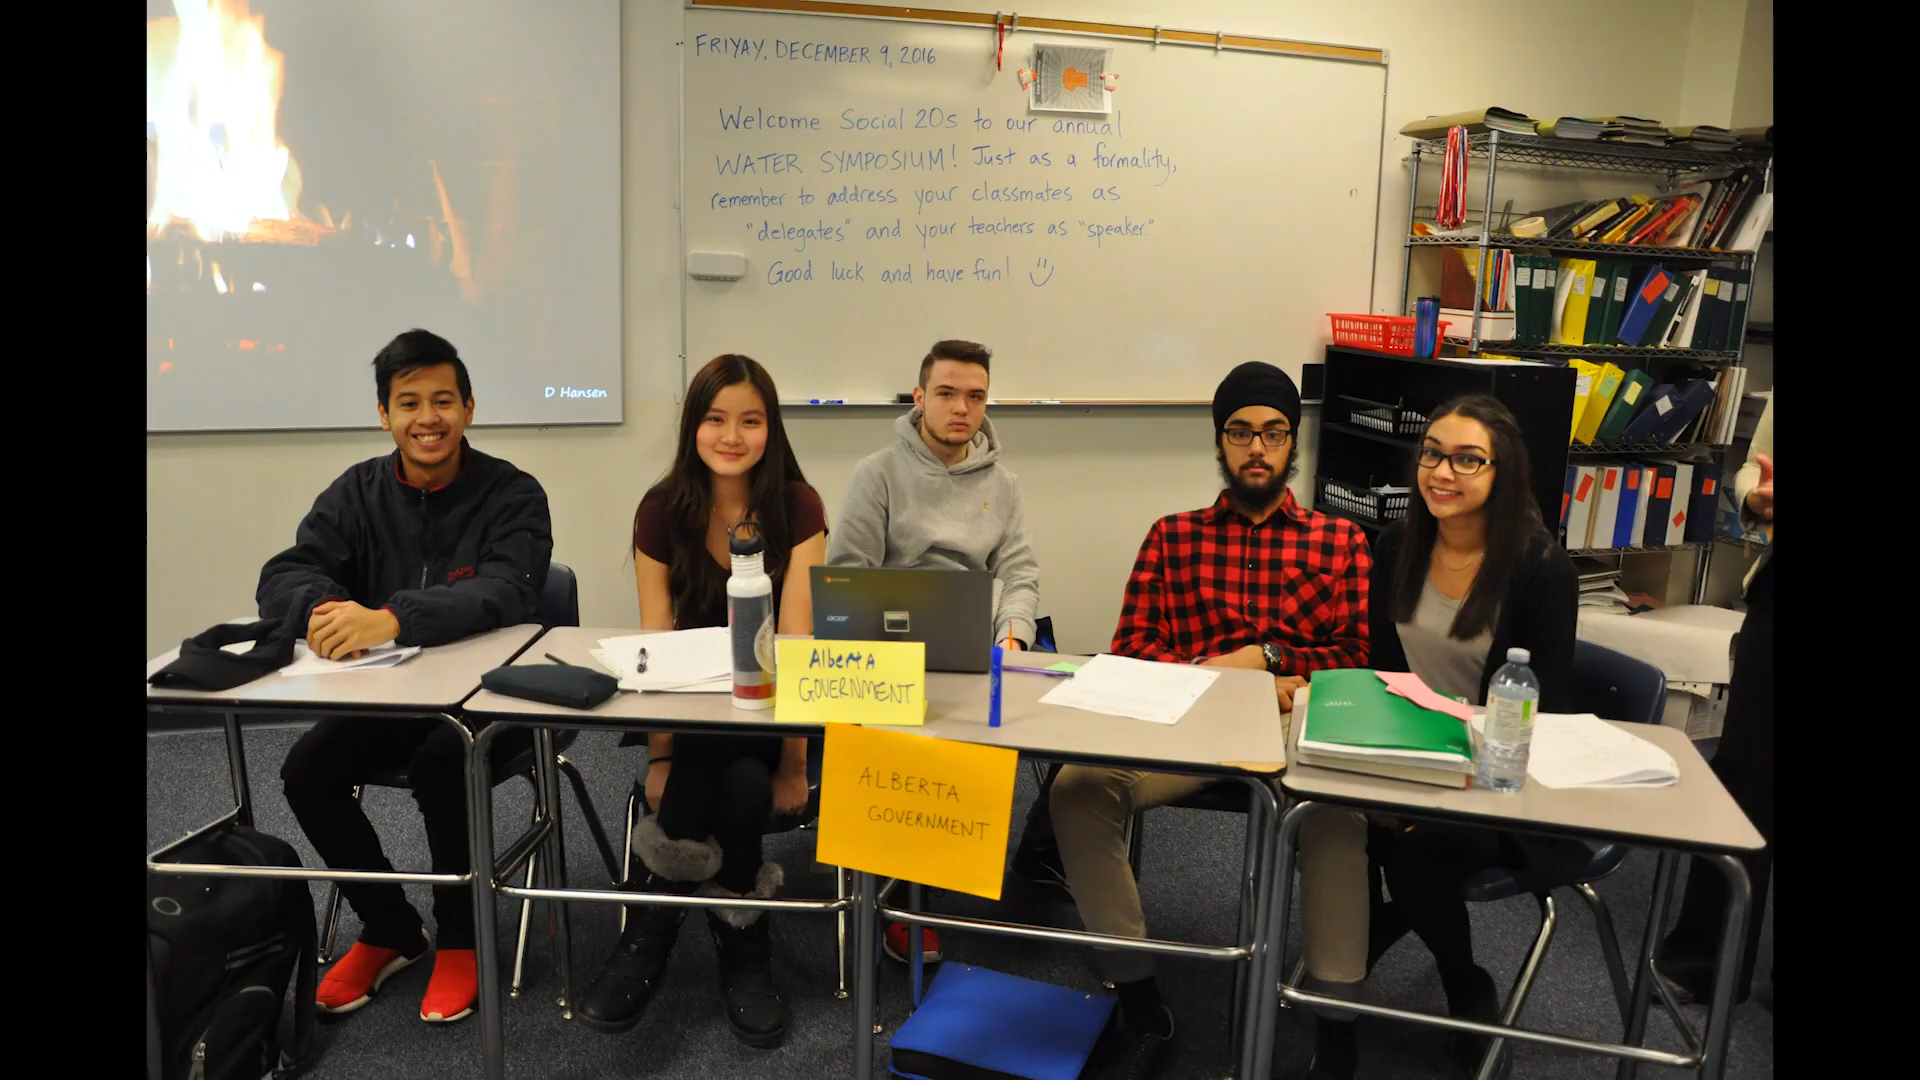 FRIYAY, DECEMBER 9, 2016
Welcome Social 20s to our annual
WATER SYMPOSIUM! Just as a formality,
remember to address your classmates as
"delegates" and your teachers as "speaker."
Good luck and have fun!
D Hansen
acer
Alberta
GOVERNMENT
ALBERTA
GOVERNMENT